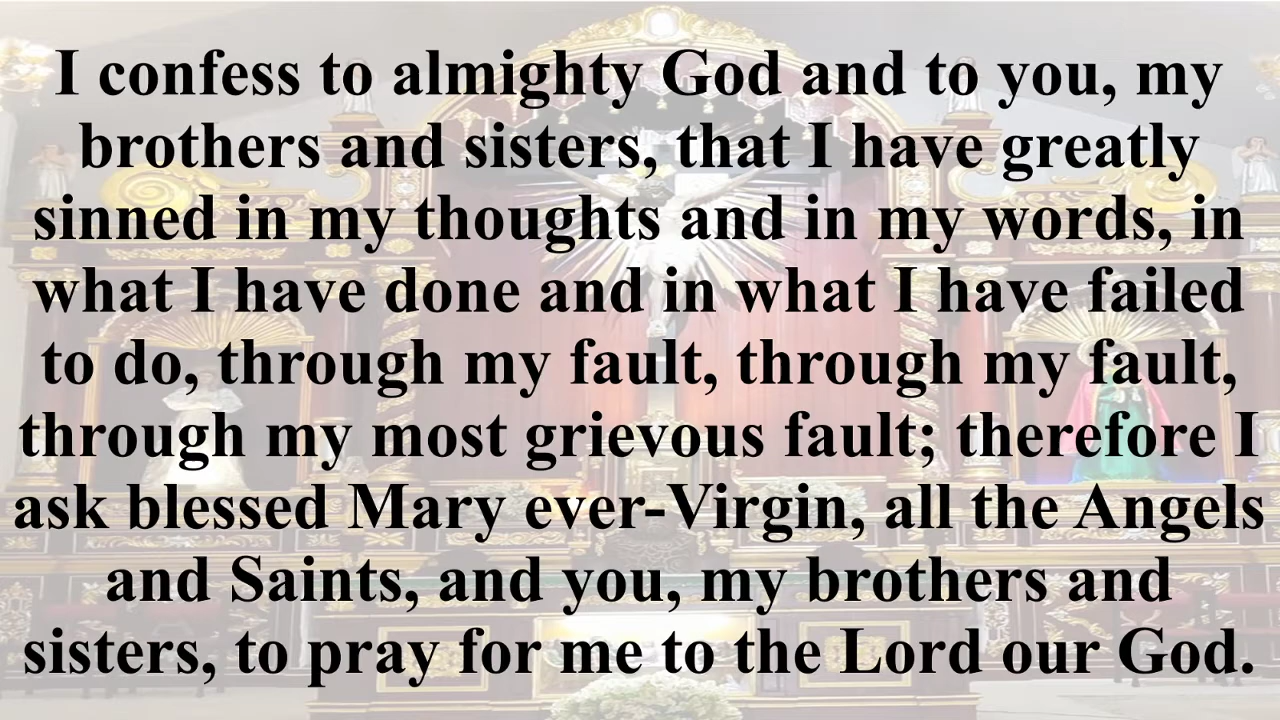 I confess to almighty God and to you, my
brothers and sisters, that I have greatly
sinned in my thoughts and in my words, in
what I have done and in what I have failed
to do, through my fault, through my fault,
through my most grievous fault; therefore I
ask blessed Mary ever-Virgin, all the Angels
and Saints, and you, my brothers and
sisters, to pray for me to the Lord our God.